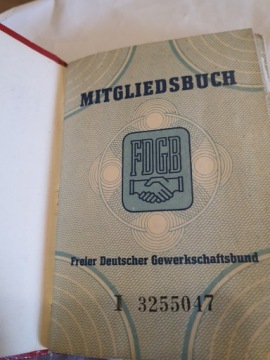 MITGLIEDSBUCH
FDGB
Freier Deutscher Gewerkschaftsbund
I 3255047